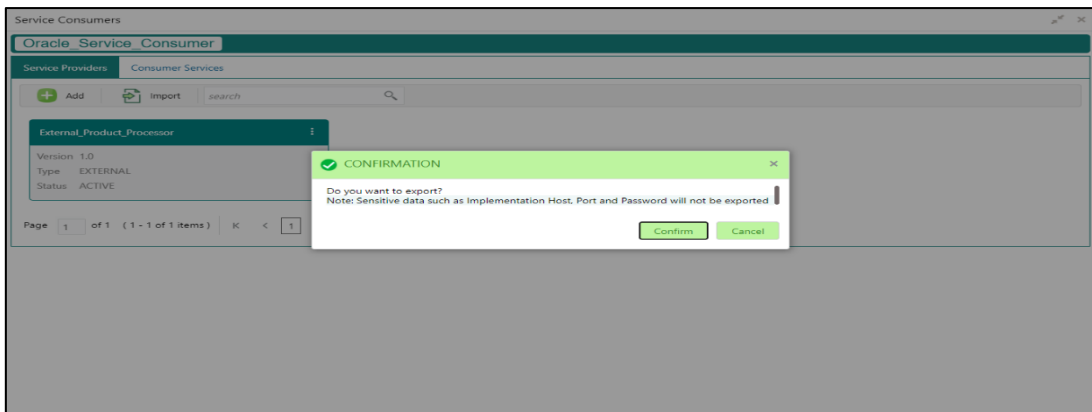 Service Consumers
Oracle_Service_Consumer
Service Providers Consumer Services
Add Import search
External_Product_Processor
Version 1.0
Type EXTERNAL
Status ACTIVE
CONFIRMATION
Do you want to export?
Note: Sensitive data such as Implementation Host, Port and Password will not be exported
Confirm Cancel
Page 1 of 1 ( 1 - 1 of 1 items ) K < 1